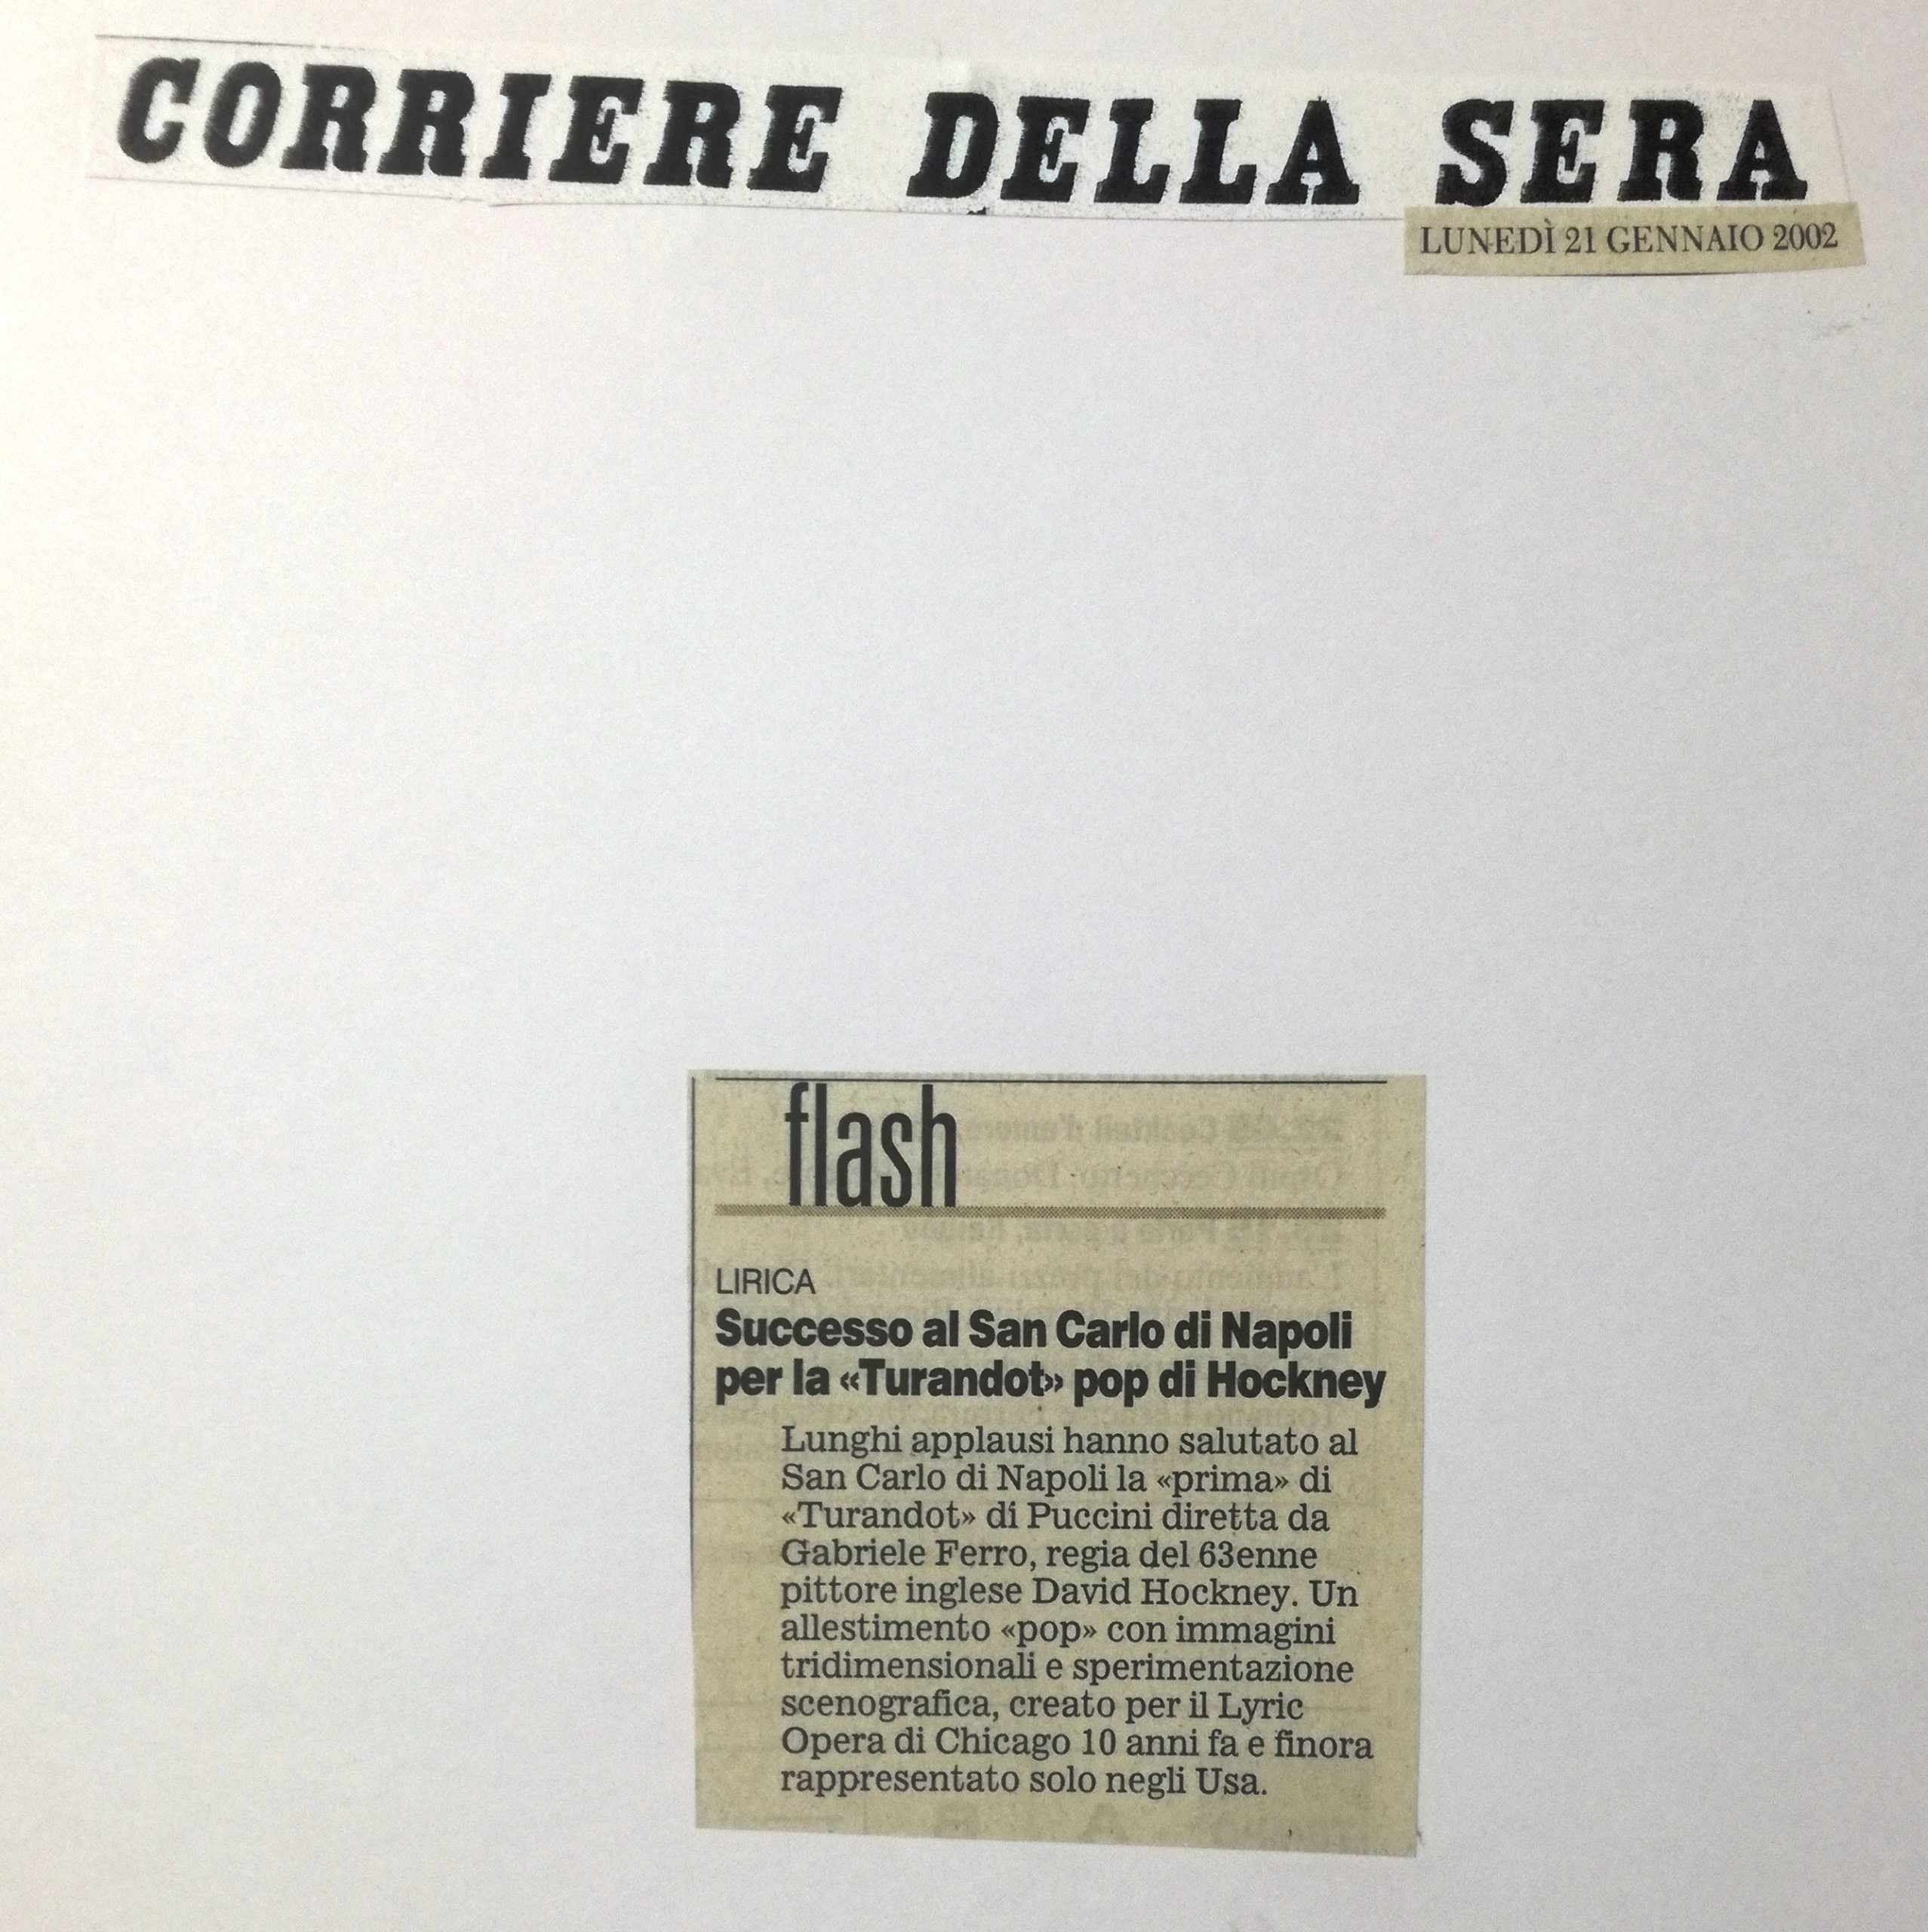 CORRIERE DELLA SERA
LUNEDÌ 21 GENNAIO 2002
flash
LIRICA
Successo al San Carlo di Napoli
per la «Turandot» pop di Hockney
Lunghi applausi hanno salutato al
San Carlo di Napoli la «prima» di
«Turandot» di Puccini diretta da
Gabriele Ferro, regia del 63enne
pittore inglese David Hockney. Un
allestimento «pop» con immagini
tridimensionali e sperimentazione
scenografica, creato per il Lyric
Opera di Chicago 10 anni fa e finora
rappresentato solo negli Usa.